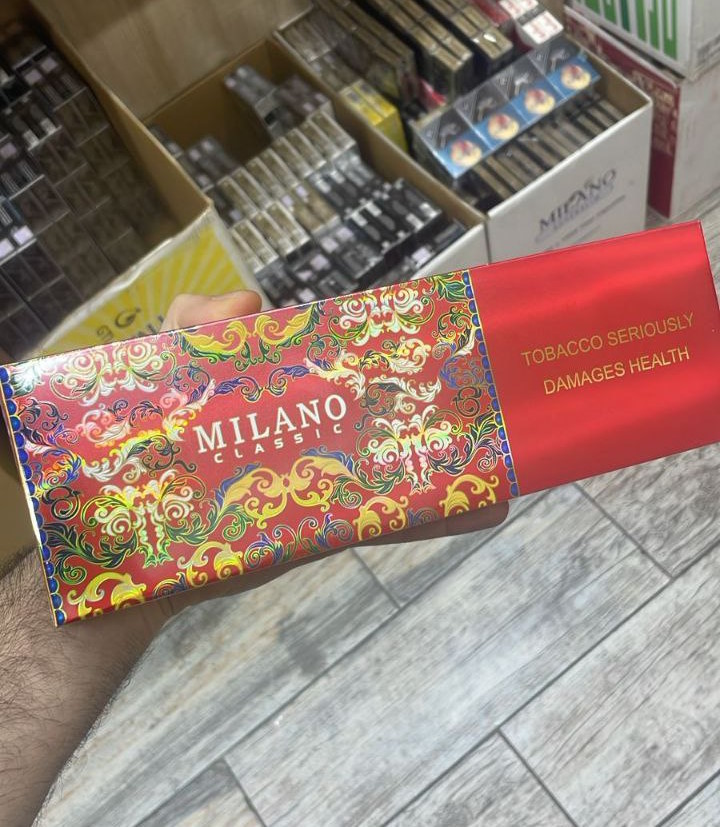 MILANO
MILANO
CLASSIC
TOBACCO SERIOUSLY
DAMAGES HEALTH